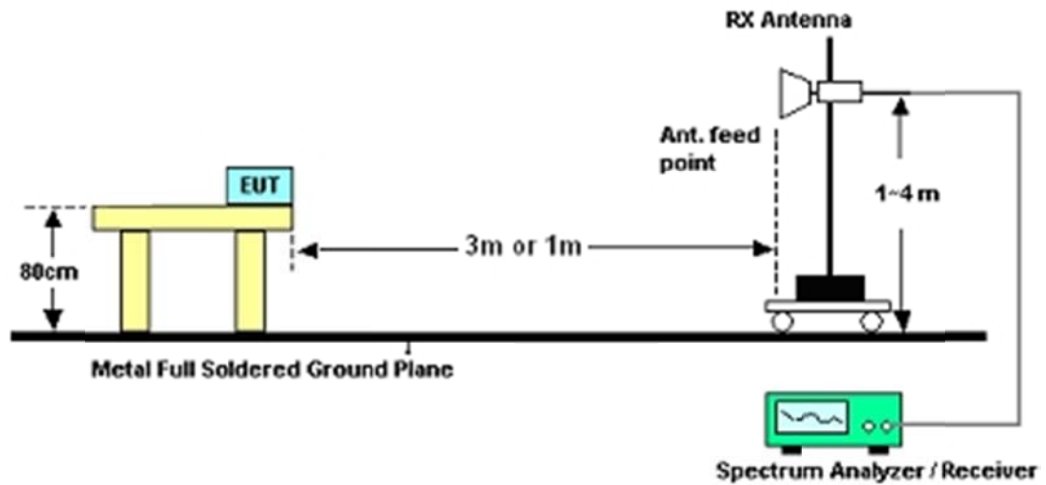 RX Antenna
Ant. feed
point
EUT
1~4 m
3m or 1m
80cm
Metal Full Soldered Ground Plane
Spectrum Analyzer / Receiver